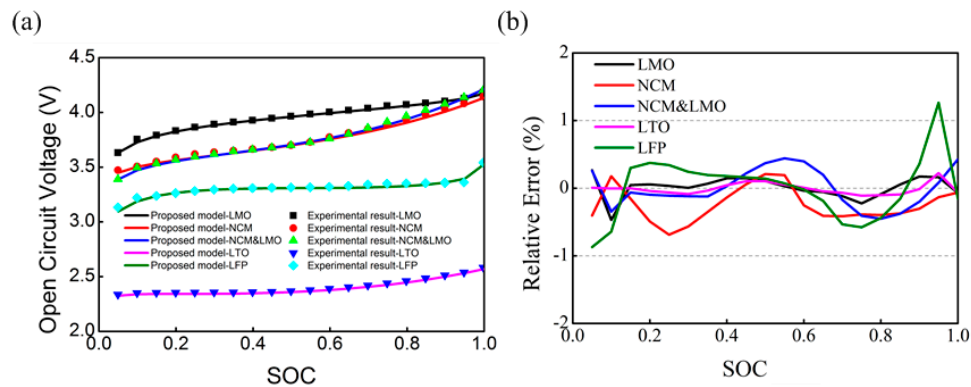 (a)
Open Circuit Voltage (V)
4.5
4.0
3.5
3.0
2.5
2.0
Proposed model-LMO
Proposed model-NCM
Proposed model-NCM&LMO
Proposed model-LTO
Proposed model-LFP
Experimental result-LMO
Experimental result-NCM
Experimental result-NCM&LMO
Experimental result-LTO
Experimental result-LFP
0.0 0.2 0.4 0.6 0.8 1.0
SOC
(b)
Relative Error (%)
2
1
0
-1
-2
LMO
NCM
NCM&LMO
LTO
LFP
0.0 0.2 0.4 0.6 0.8 1.0
SOC